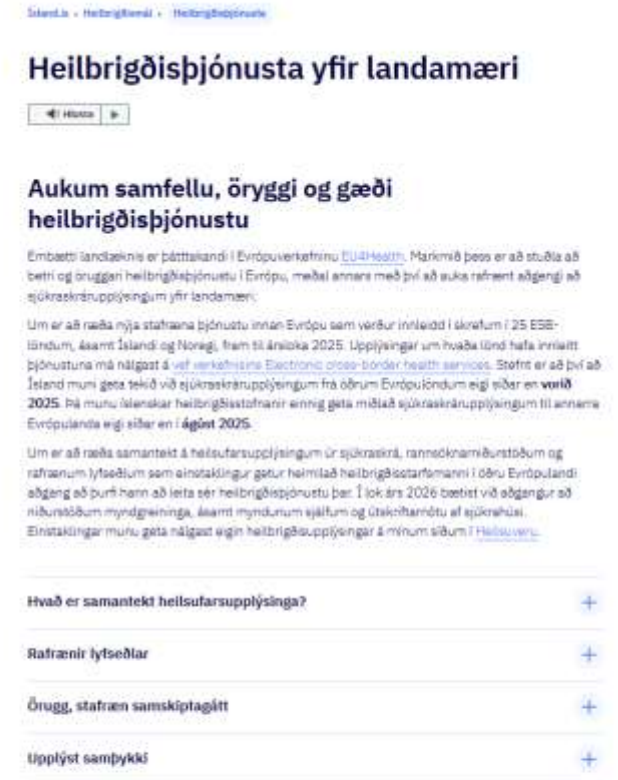 Ísland.is • Heilbrigðismál • Heilbrigðisþjónusta
Heilbrigðisþjónusta yfir landamæri
Hlusta
Aukum samfellu, öryggi og gæði
heilbrigðisþjónustu
Embætti landlæknis er þátttakandi í Evrópuverkefninu EU4Health. Markmið þess er að stuðla að
betri og öruggari heilbrigðisþjónustu í Evrópu, meðal annars með því að auka rafrænt aðgengi að
sjúkraskrárupplýsingum yfir landamæri.
Um er að ræða nýja stafræna þjónustu innan Evrópu sem verður innleidd í skrefum í 25 ESB-
löndum, ásamt Íslandi og Noregi, fram til ársloka 2025. Upplýsingar um hvaða lönd hafa innleitt
þjónustuna má nálgast á vef verkefnisins Electronic cross-border health services. Stefnt er að því að
Ísland muni geta tekið við sjúkraskrárupplýsingum frá öðrum Evrópulöndum eigi síðar en vorið
2025. Þá munu íslenskar heilbrigðisstofnanir einnig geta miðlað sjúkraskrárupplýsingum til annarra
Evrópulanda eigi síðar en í ágúst 2025.
Um er að ræða samantekt á heilsufarsupplýsingum úr sjúkraskrá, rannsóknarniðurstöðum og
rafrænum lyfseðlum sem einstaklingur getur heimilað heilbrigðisstarfsmanni í öðru Evrópulandi
aðgang að þurfi hann að leita sér heilbrigðisþjónustu þar. Í lok árs 2026 bætist við aðgangur að
niðurstöðum myndgreininga, ásamt myndunum sjálfum og útskriftarnótu af sjúkrahúsi.
Einstaklingar munu geta nálgast eigin heilbrigðisupplýsingar á mínum síðum í Heilsuveru.
Hvað er samantekt heilsufarsupplýsinga?
Rafrænir lyfseðlar
Örugg, stafræn samskiptagátt
Upplýst samþykki